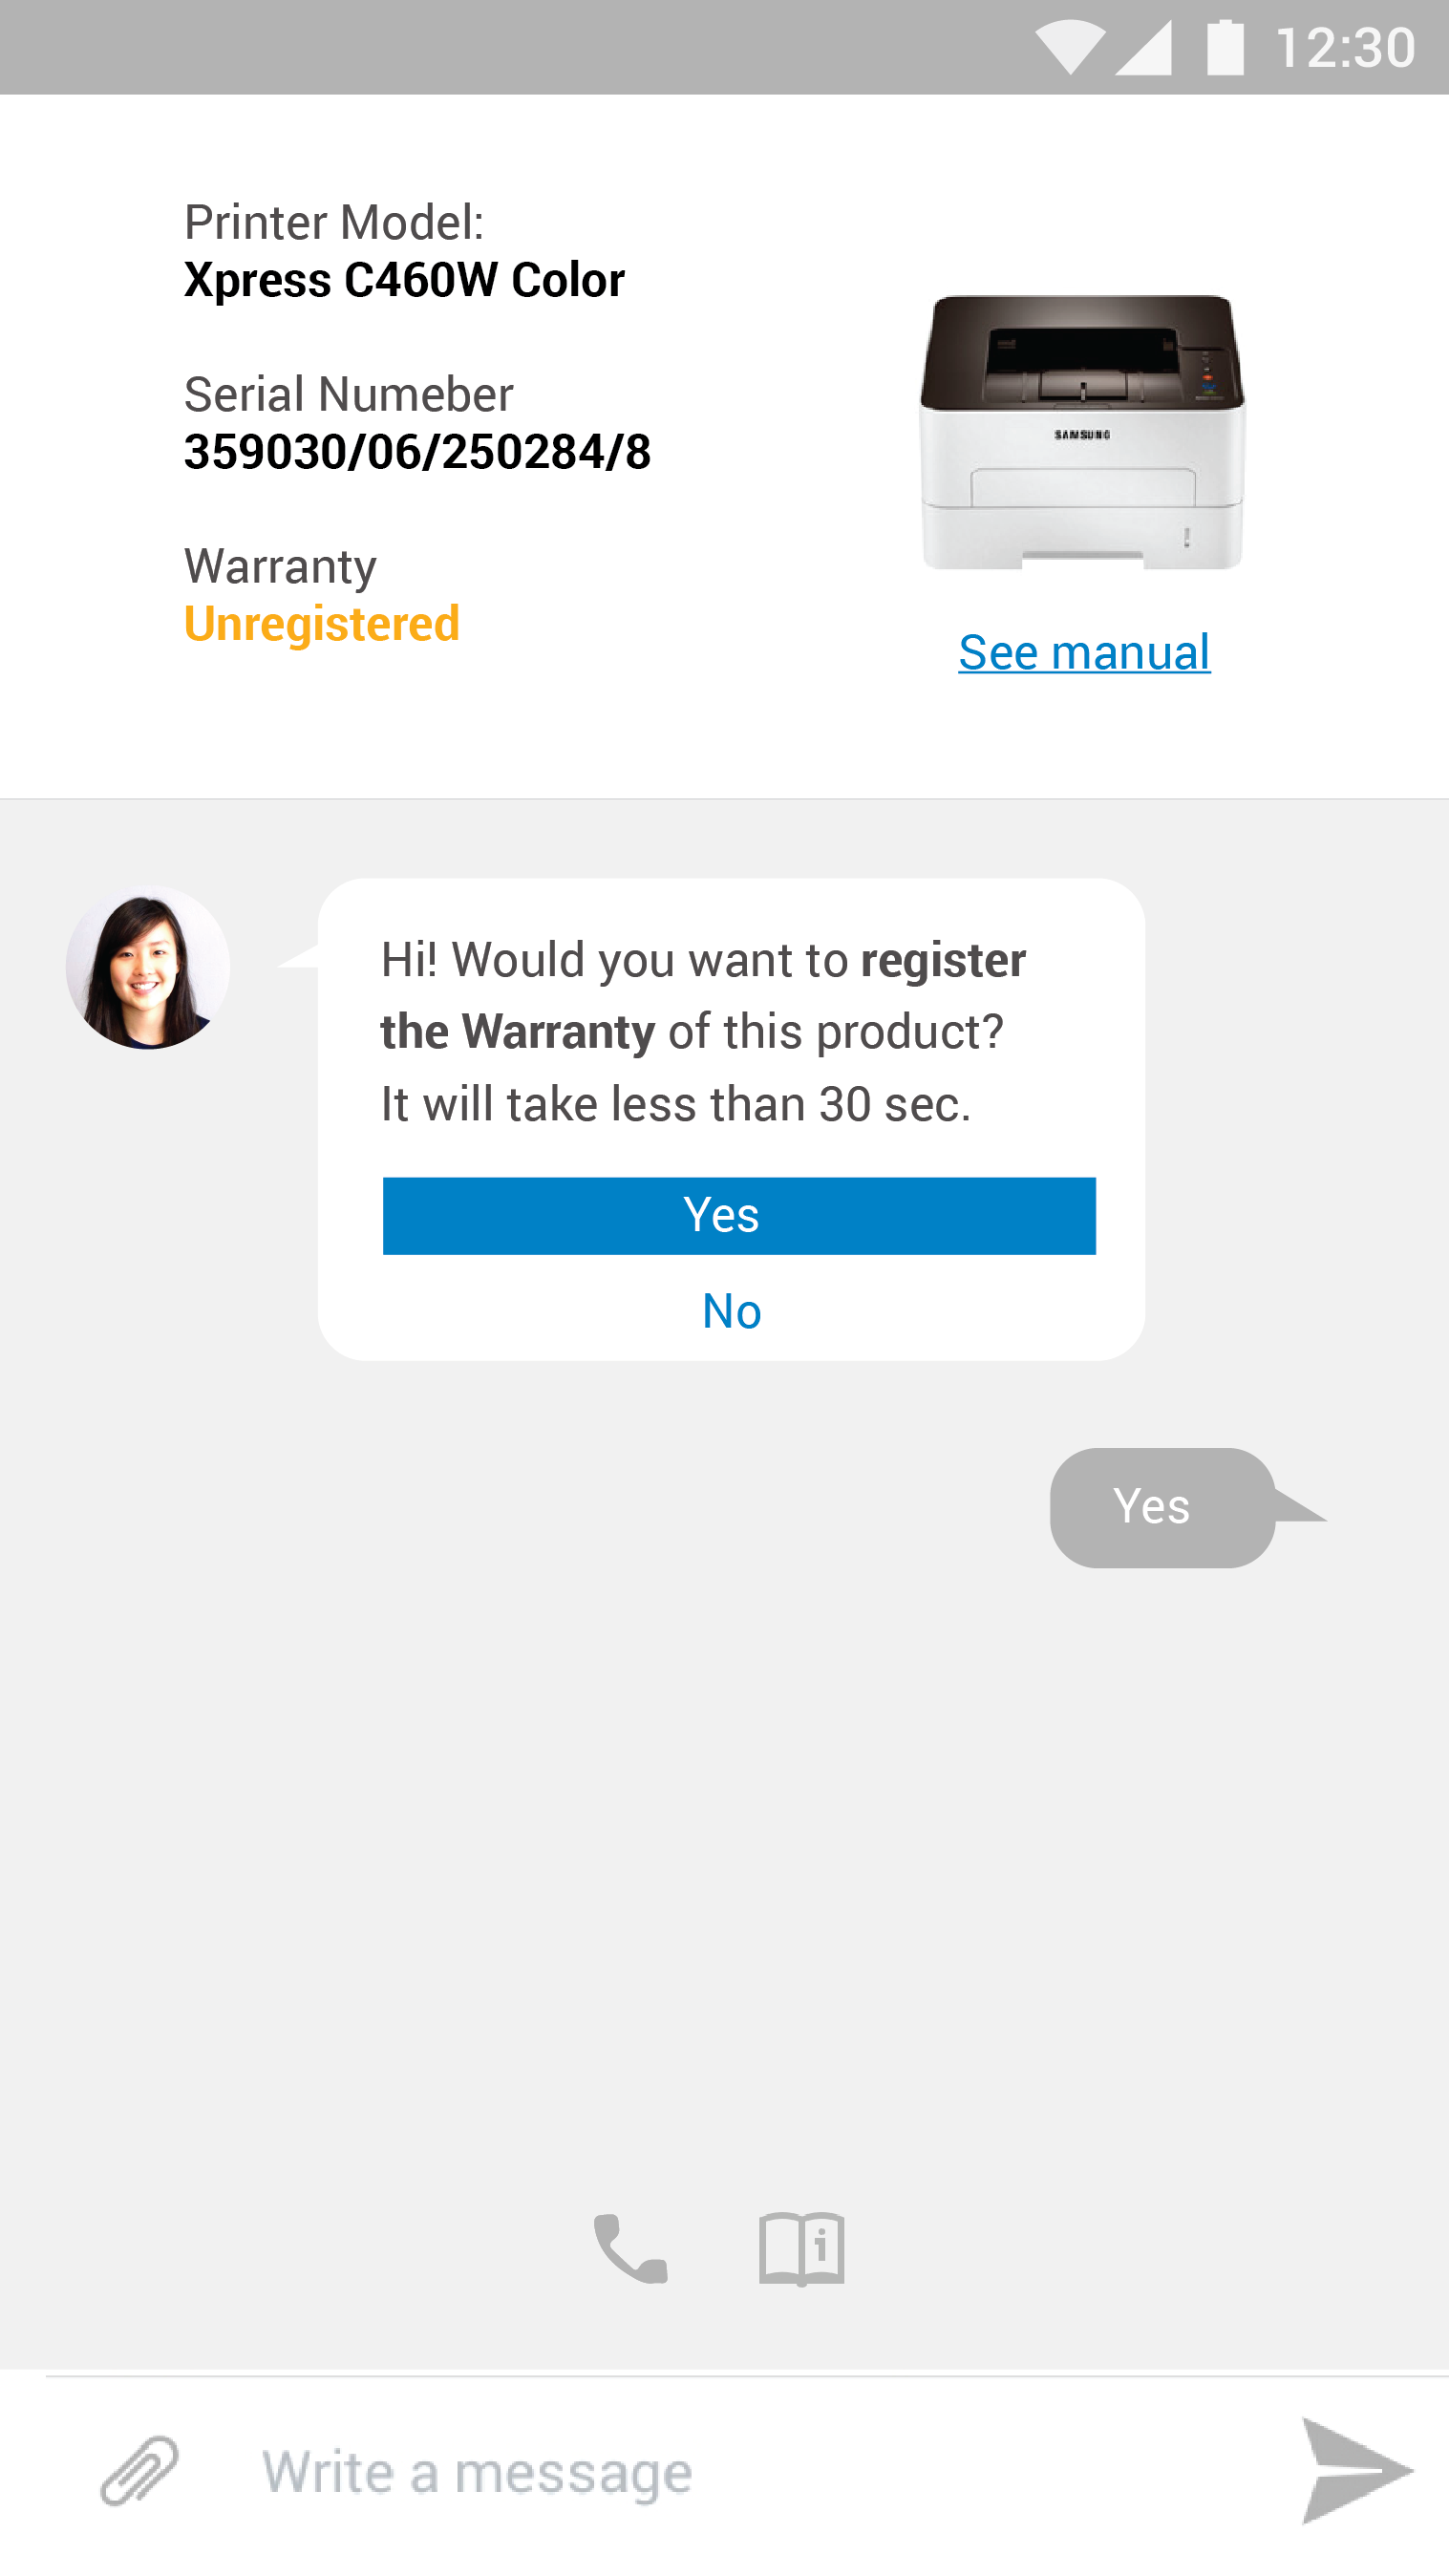 12:30
Printer Model:
Xpress C460W Color
Serial Numeber
359030/06/250284/8
Warranty
Unregistered
SAMSUNG
See manual
Hi! Would you want to register
the Warranty of this product?
It will take less than 30 sec.
Yes
No
Yes
Write a message